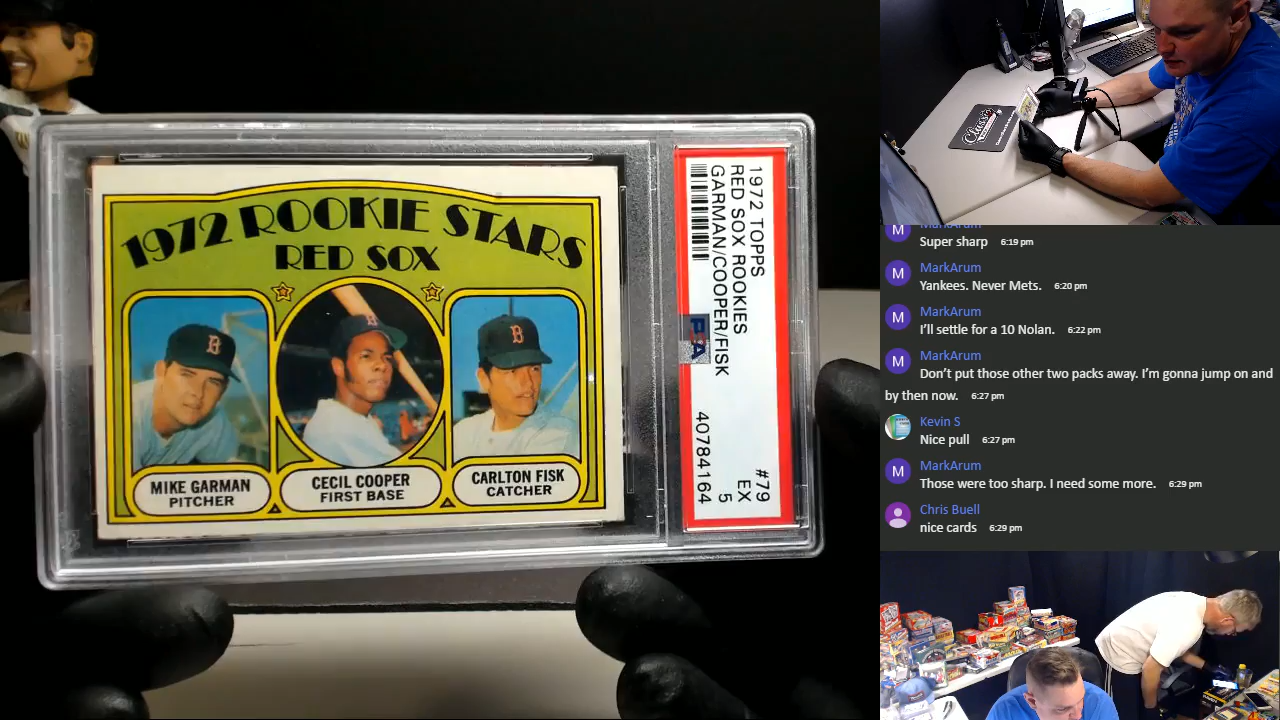 1972 ROOKIE STARS
RED SOX
MIKE GARMAN
PITCHER
CECIL COOPER
FIRST BASE
CARLTON FISK
CATCHER
1972 TOPPS
RED SOX ROOKIES
GARMAN/COOPER/FISK
#79
EX
5
40784164
PSA
B
B
B
Classic
MarkArum
Super sharp 6:19 pm
M
MarkArum
Yankees. Never Mets. 6:20 pm
M
MarkArum
I'll settle for a 10 Nolan. 6:22 pm
M
MarkArum
Don't put those other two packs away. I'm gonna jump on and
by then now. 6:27 pm
Kevin S
Nice pull 6:27 pm
M
MarkArum
Those were too sharp. I need some more. 6:29 pm
Chris Buell
nice cards 6:29 pm